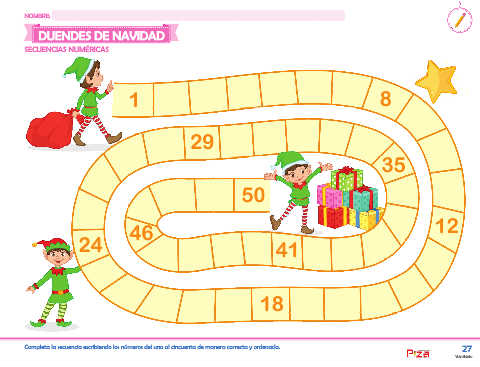 NOMBRE:
DUENDES DE NAVIDAD
SECUENCIAS NUMÉRICAS
1
8
29
35
50
12
46
24
41
18
Completa la secuencia escribiendo los números del uno al cincuenta de manera correcta y ordenada.
27